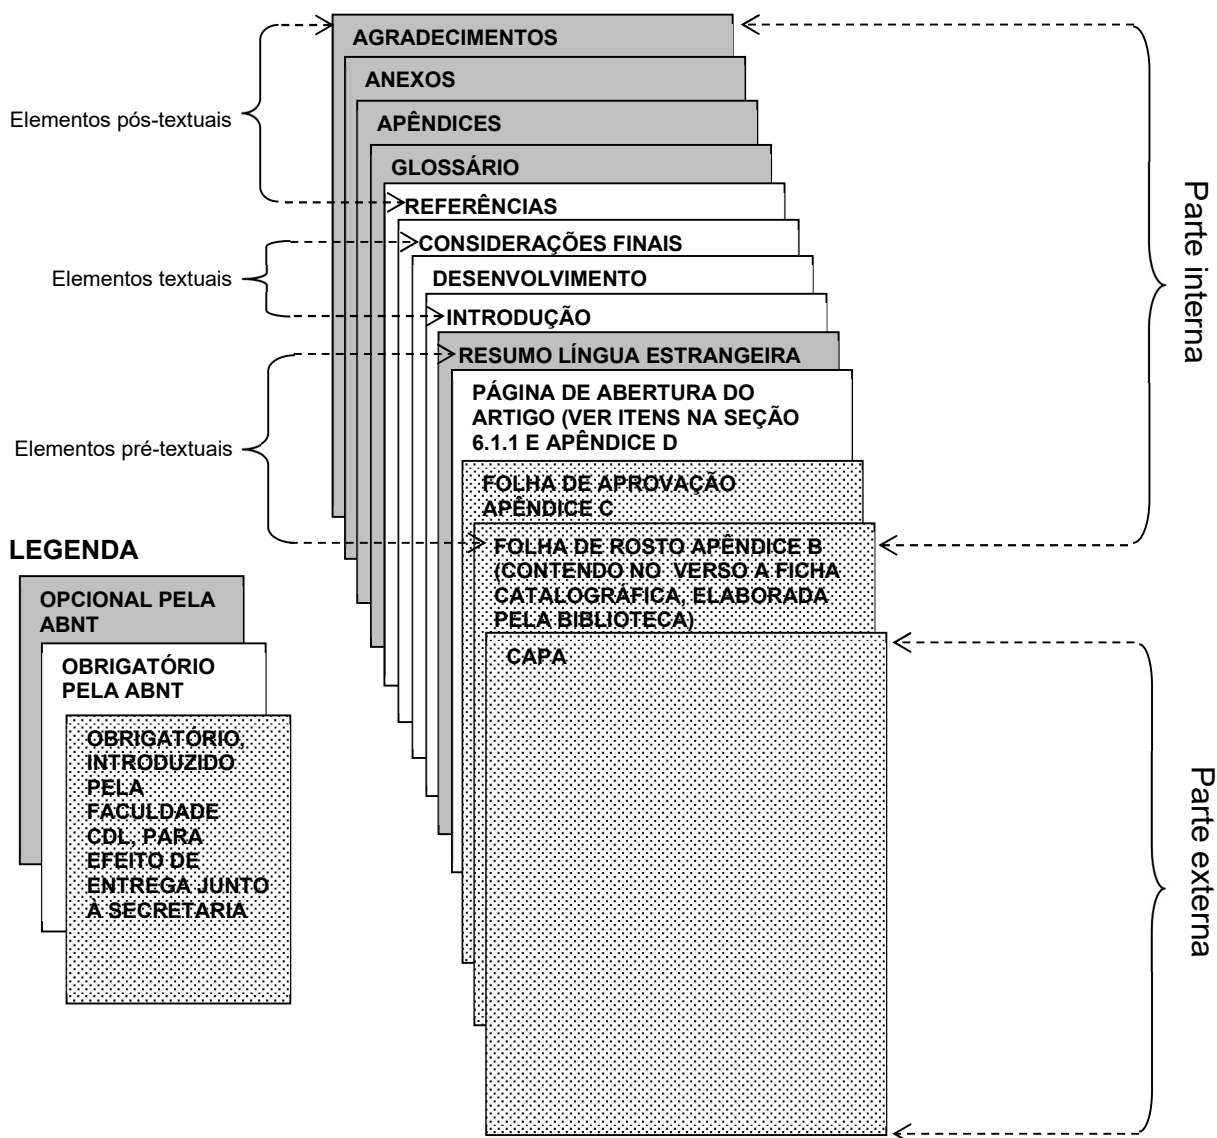 AGRADECIMENTOS
ANEXOS
Elementos pós-textuais
APÊNDICES
GLOSSÁRIO
REFERÊNCIAS
CONSIDERAÇÕES FINAIS
Elementos textuais
DESENVOLVIMENTO
INTRODUÇÃO
RESUMO LÍNGUA ESTRANGEIRA
PÁGINA DE ABERTURA DO
ARTIGO (VER ITENS NA SEÇÃO
6.1.1 E APÊNDICE D
Elementos pré-textuais
FOLHA DE APROVAÇÃO
APÊNDICE C
FOLHA DE ROSTO APÊNDICE B
(CONTENDO NO VERSO A FICHA
CATALOGRÁFICA, ELABORADA
PELA BIBLIOTECA)
CAPA
Parte interna
Parte externa
LEGENDA
OPCIONAL PELA
ABNT
OBRIGATÓRIO
PELA ABNT
OBRIGATÓRIO,
INTRODUZIDO
PELA
FACULDADE
CDL, PARA
EFEITO DE
ENTREGA JUNTO
À SECRETARIA